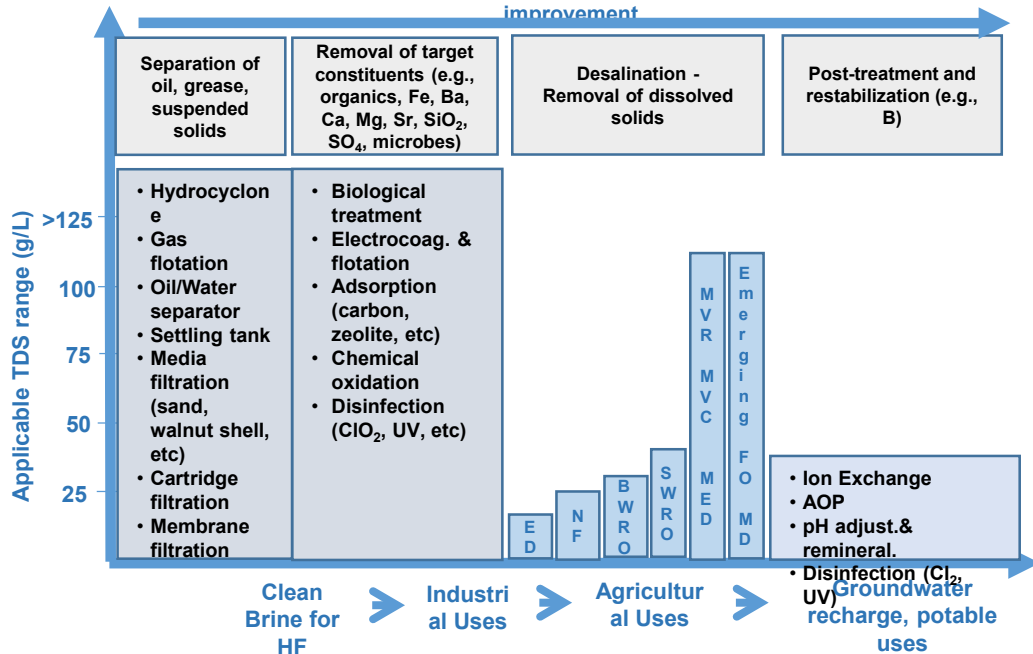 improvement
Separation of
oil, grease,
suspended
solids
Removal of target
constituents (e.g.,
organics, Fe, Ba,
Ca, Mg, Sr, SiO₂,
SO₄, microbes)
Desalination -
Removal of dissolved
solids
Post-treatment and
restabilization (e.g.,
B)
Applicable TDS range (g/L)
>125
100
75
50
25
• Hydrocyclon
e
• Gas
flotation
• Oil/Water
separator
• Settling tank
• Media
filtration
(sand,
walnut shell,
etc)
• Cartridge
filtration
• Membrane
filtration
• Biological
treatment
• Electrocoag. &
flotation
• Adsorption
(carbon,
zeolite, etc)
• Chemical
oxidation
• Disinfection
(ClO₂, UV, etc)
ED
NF
BWRO
SWRO
MVR MVC MED
Emerging FO MD
• Ion Exchange
• AOP
• pH adjust.&
remineral.
• Disinfection (Cl₂,
UV)
Clean
Brine for
HF
Industri
al Uses
Agricultur
al Uses
Groundwater
recharge, potable
uses